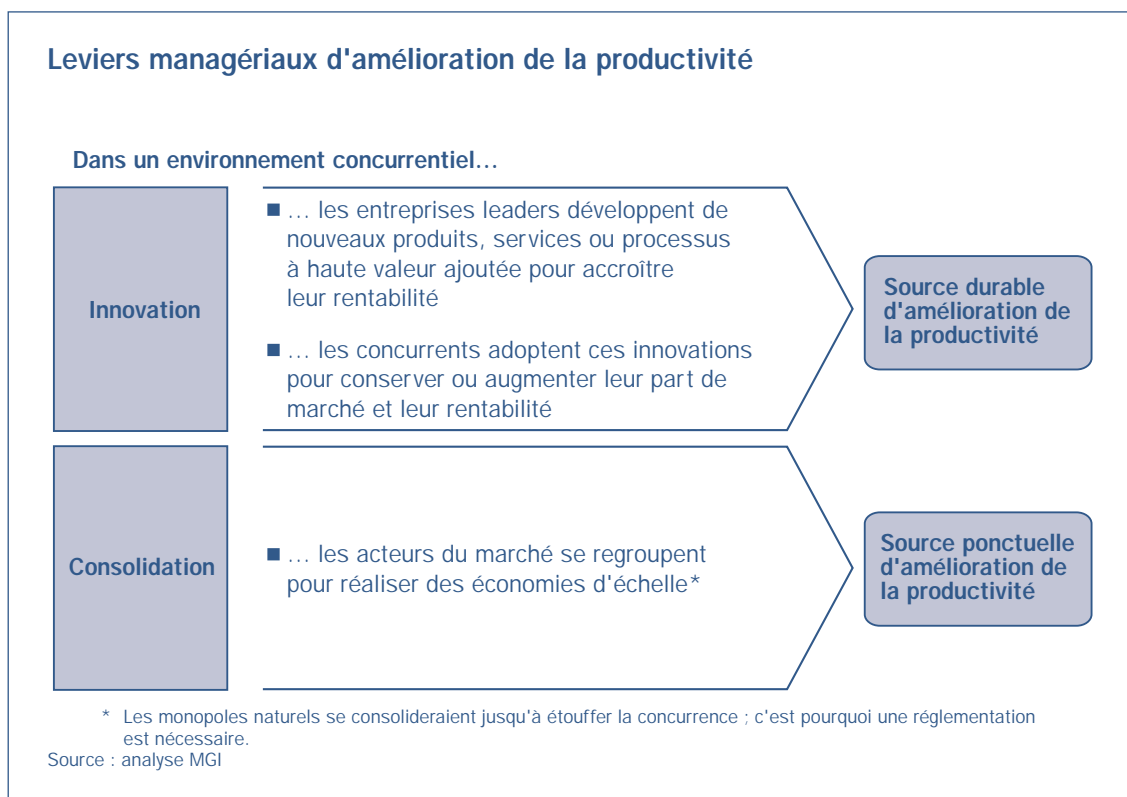 Leviers managériaux d'amélioration de la productivité
Dans un environnement concurrentiel…
Innovation
■ … les entreprises leaders développent de
nouveaux produits, services ou processus
à haute valeur ajoutée pour accroître
leur rentabilité
■ … les concurrents adoptent ces innovations
pour conserver ou augmenter leur part de
marché et leur rentabilité
Source durable
d'amélioration de
la productivité
Consolidation
■ … les acteurs du marché se regroupent
pour réaliser des économies d'échelle*
Source ponctuelle
d'amélioration de
la productivité
* Les monopoles naturels se consolideraient jusqu'à étouffer la concurrence ; c'est pourquoi une réglementation
est nécessaire.
Source : analyse MGI